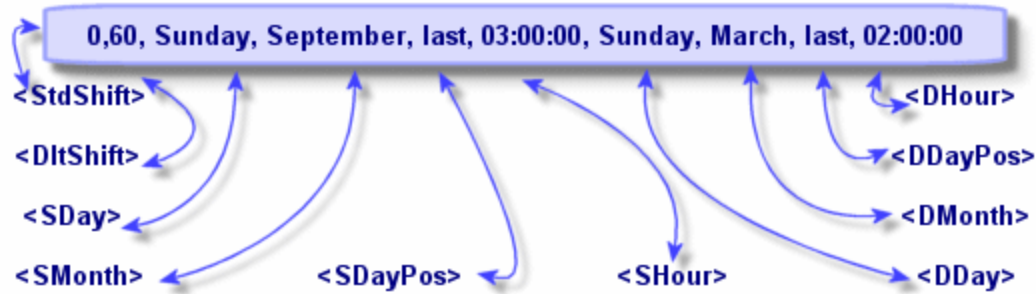 0,60, Sunday, September, last, 03:00:00, Sunday, March, last, 02:00:00
<StdShift>
<DHour>
<DltShift>
<DDayPos>
<SDay>
<DMonth>
<SMonth>
<SDayPos>
<SHour>
<DDay>